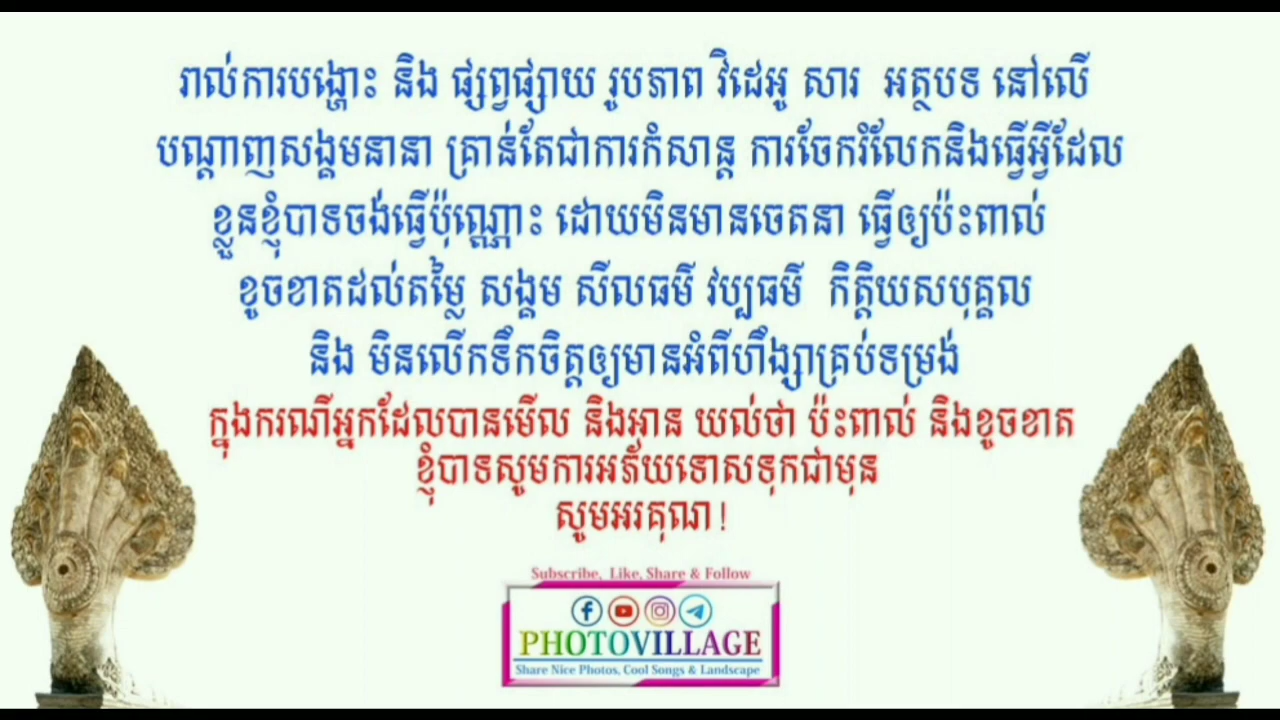 រាល់ការបង្ហោះ និង ផ្សព្វផ្សាយ រូបភាព វិដេអូ សារ អត្ថបទ នៅលើ
បណ្តាញសង្គមនានា គ្រាន់តែជាការកំសាន្ត ការចែករំលែកនិងធ្វើអ្វីដែល
ខ្លួនខ្ញុំបាទចង់ធ្វើប៉ុណ្ណោះ ដោយមិនមានចេតនា ធ្វើឲ្យប៉ះពាល់
ខូចខាតដល់តម្លៃ សង្គម សីលធម៌ វប្បធម៌ កិត្តិយសបុគ្គល
និង មិនលើកទឹកចិត្តឲ្យមានអំពីហឹង្សាគ្រប់ទម្រង់
ក្នុងករណីអ្នកដែលបានមើល និងអាន យល់ថា ប៉ះពាល់ និងខូចខាត
ខ្ញុំបាទសូមការអភ័យទោសទុកជាមុន
សូមអរគុណ!
Subscribe, Like, Share & Follow
PHOTOVILLAGE
Share Nice Photos, Cool Songs & Landscape